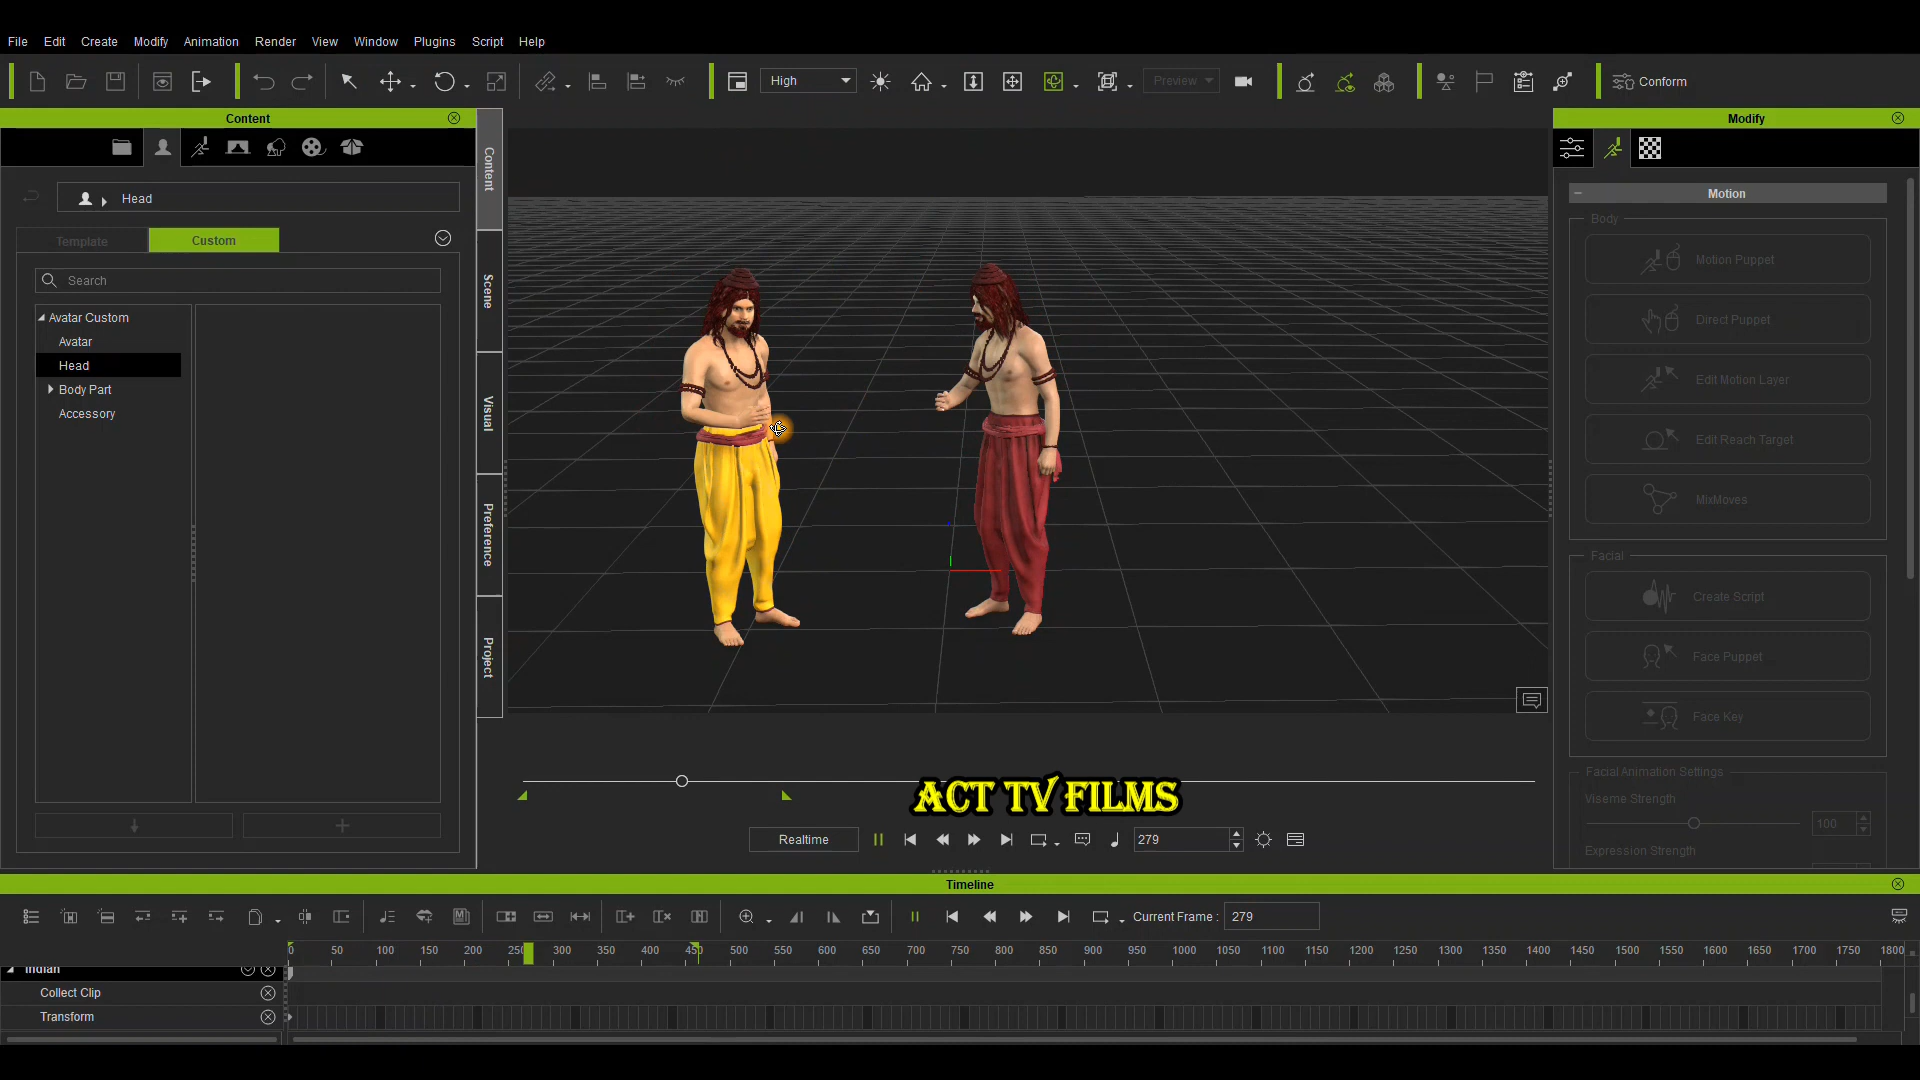 File Edit Create Modify Animation Render View Window Plugins Script Help
High
Preview
Conform
Content
Modify
Head
Template Custom
Search
Avatar Custom
Avatar
Head
Body Part
Accessory
Content
Scene
Visual
Preference
Project
Motion
Body
Motion Puppet
Direct Puppet
Edit Motion Layer
Edit Reach Target
MixMoves
Facial
Create Script
Face Puppet
Face Key
Facial Animation Settings
Viseme Strength
100
Expression Strength
ACT TV FILMS
Realtime
279
Timeline
Current Frame : 279
0 50 100 150 200 250 300 350 400 450 500 550 600 650 700 750 800 850 900 950 1000 1050 1100 1150 1200 1250 1300 1350 1400 1450 1500 1550 1600 1650 1700 1750 1800
Indian
Collect Clip
Transform